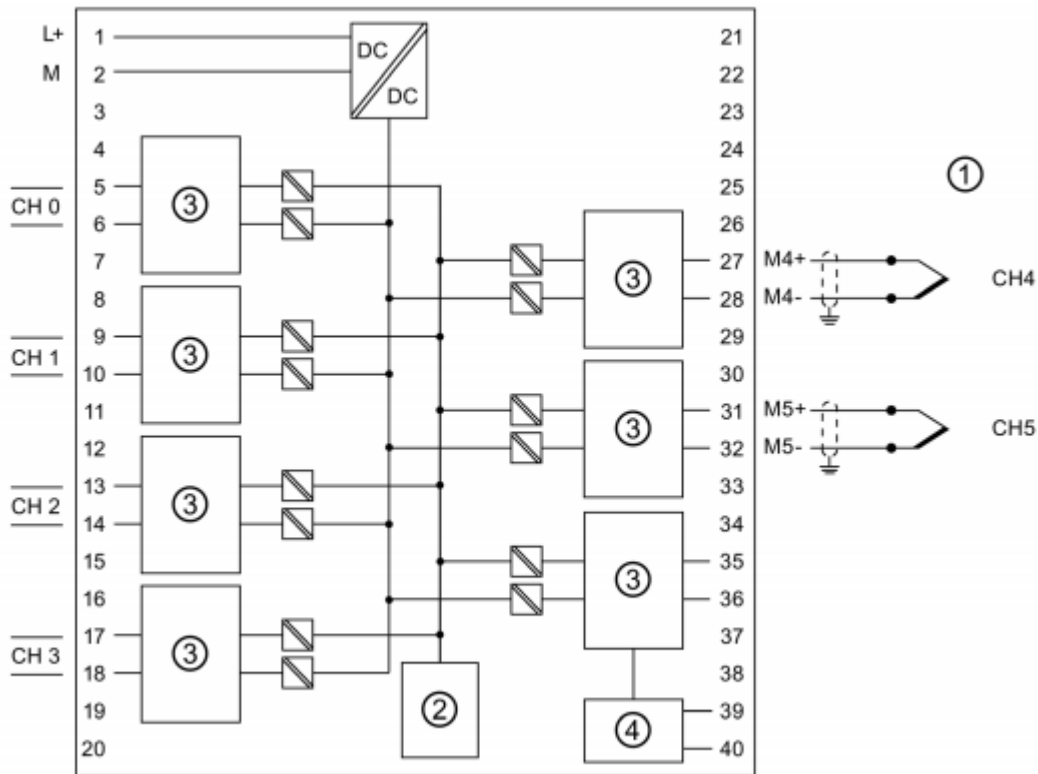 L+ 1 DC 21
M 2 DC 22
3 23
4 24 ①
5 ③ 25
CH 0
6 26
7 27 M4+
③ CH4
8 28 M4-
9 29
CH 1 ③
10 30
11 31 M5+
③ CH5
12 32 M5-
13 33
CH 2 ③
14 34
15 35
③
16 36
17 37
CH 3 ③
18 38
19 ② ④ 39
20 40